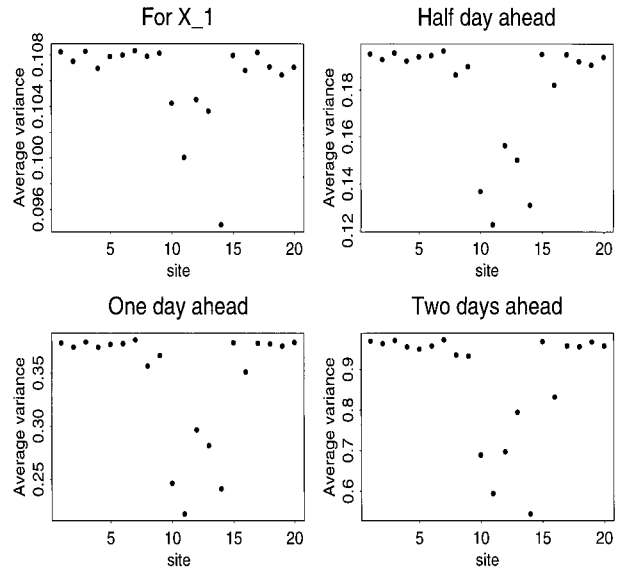 For X_1
Average variance
0.108
0.104
0.100
0.096
5 10 15 20
site
Half day ahead
Average variance
0.18
0.16
0.14
0.12
5 10 15 20
site
One day ahead
Average variance
0.35
0.30
0.25
5 10 15 20
site
Two days ahead
Average variance
0.9
0.8
0.7
0.6
5 10 15 20
site